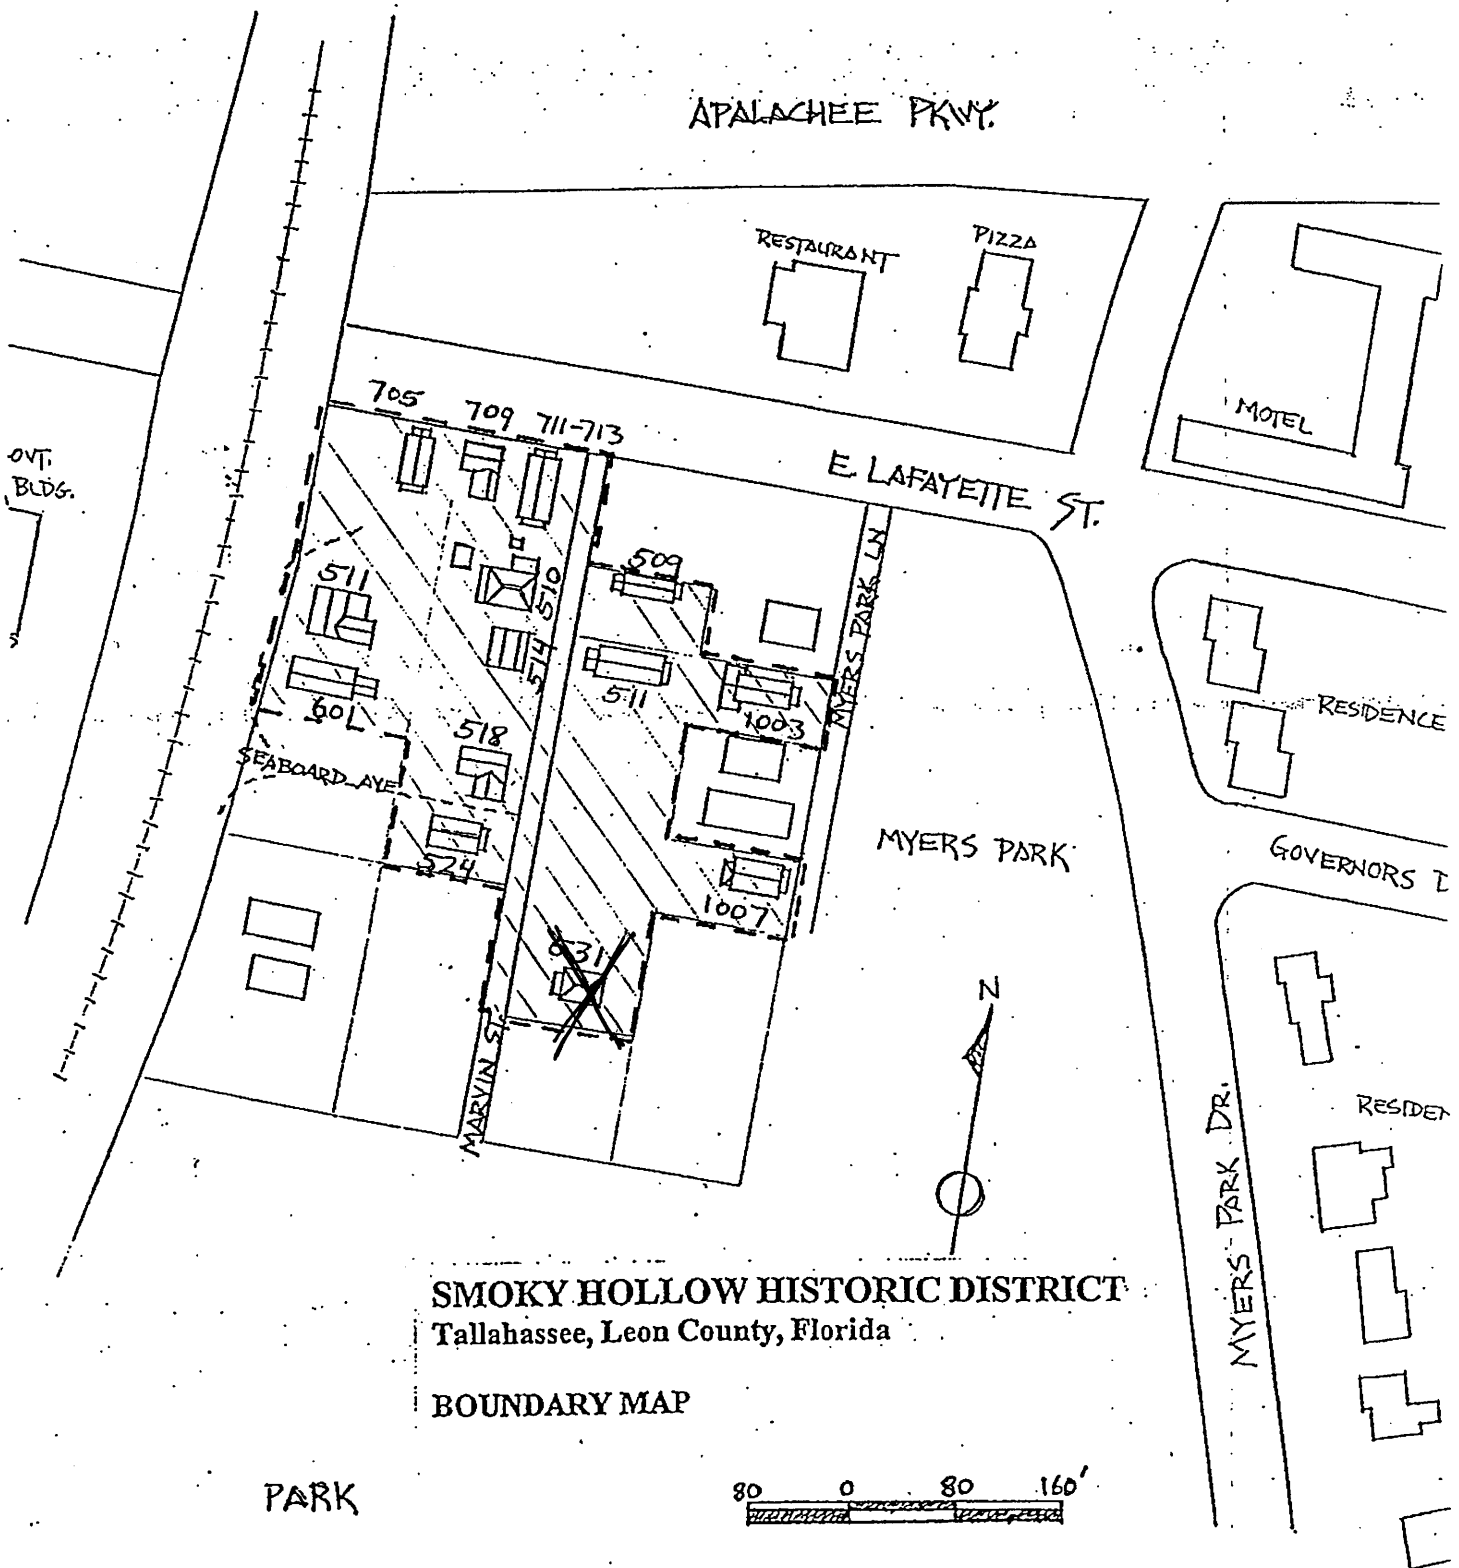 APALACHEE PKWY.
RESTAURANT
PIZZA
MOTEL
705
709
711-713
E. LAFAYETTE ST.
OVT.
BLDG.
509
510
511
514
511
MYERS PARK LN
601
1003
RESIDENCE
518
SEABOARD AVE
524
MYERS PARK
GOVERNORS D
1007
N
MARVIN ST
RESIDEN
MYERS PARK DR.
SMOKY HOLLOW HISTORIC DISTRICT
Tallahassee, Leon County, Florida
BOUNDARY MAP
PARK
80 0 80 160'